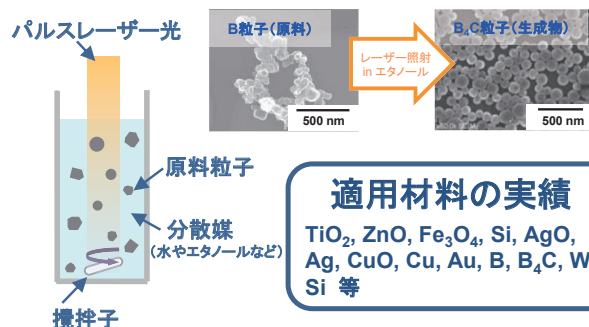 パルスレーザー光
原料粒子
分散媒
(水やエタノールなど)
攪拌子
B粒子(原料)
500 nm
レーザー照射
in エタノール
B₄C粒子(生成物)
500 nm
適用材料の実績
TiO₂, ZnO, Fe₃O₄, Si, AgO,
Ag, CuO, Cu, Au, B, B₄C, W
Si 等